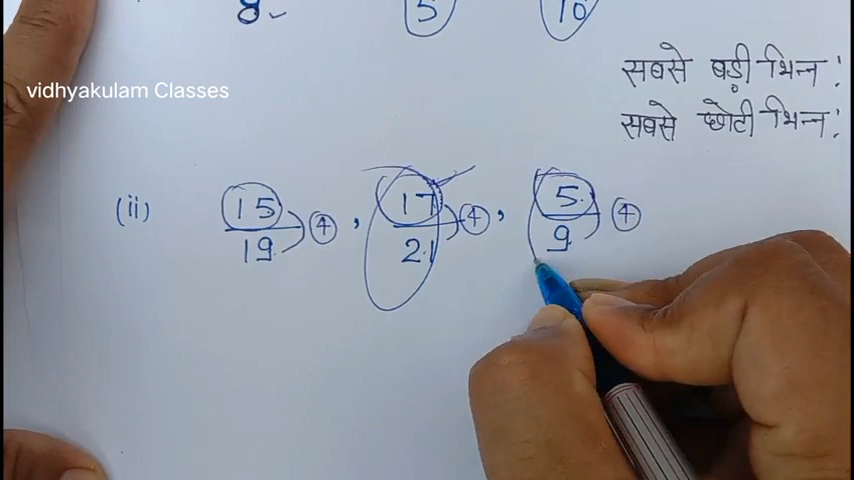 8
5 10
सबसे बड़ी भिन्न !
vidhyakulam Classes
सबसे छोटी भिन्न !
(ii) 15/19 4 , 17/21 4 , 5/9 4